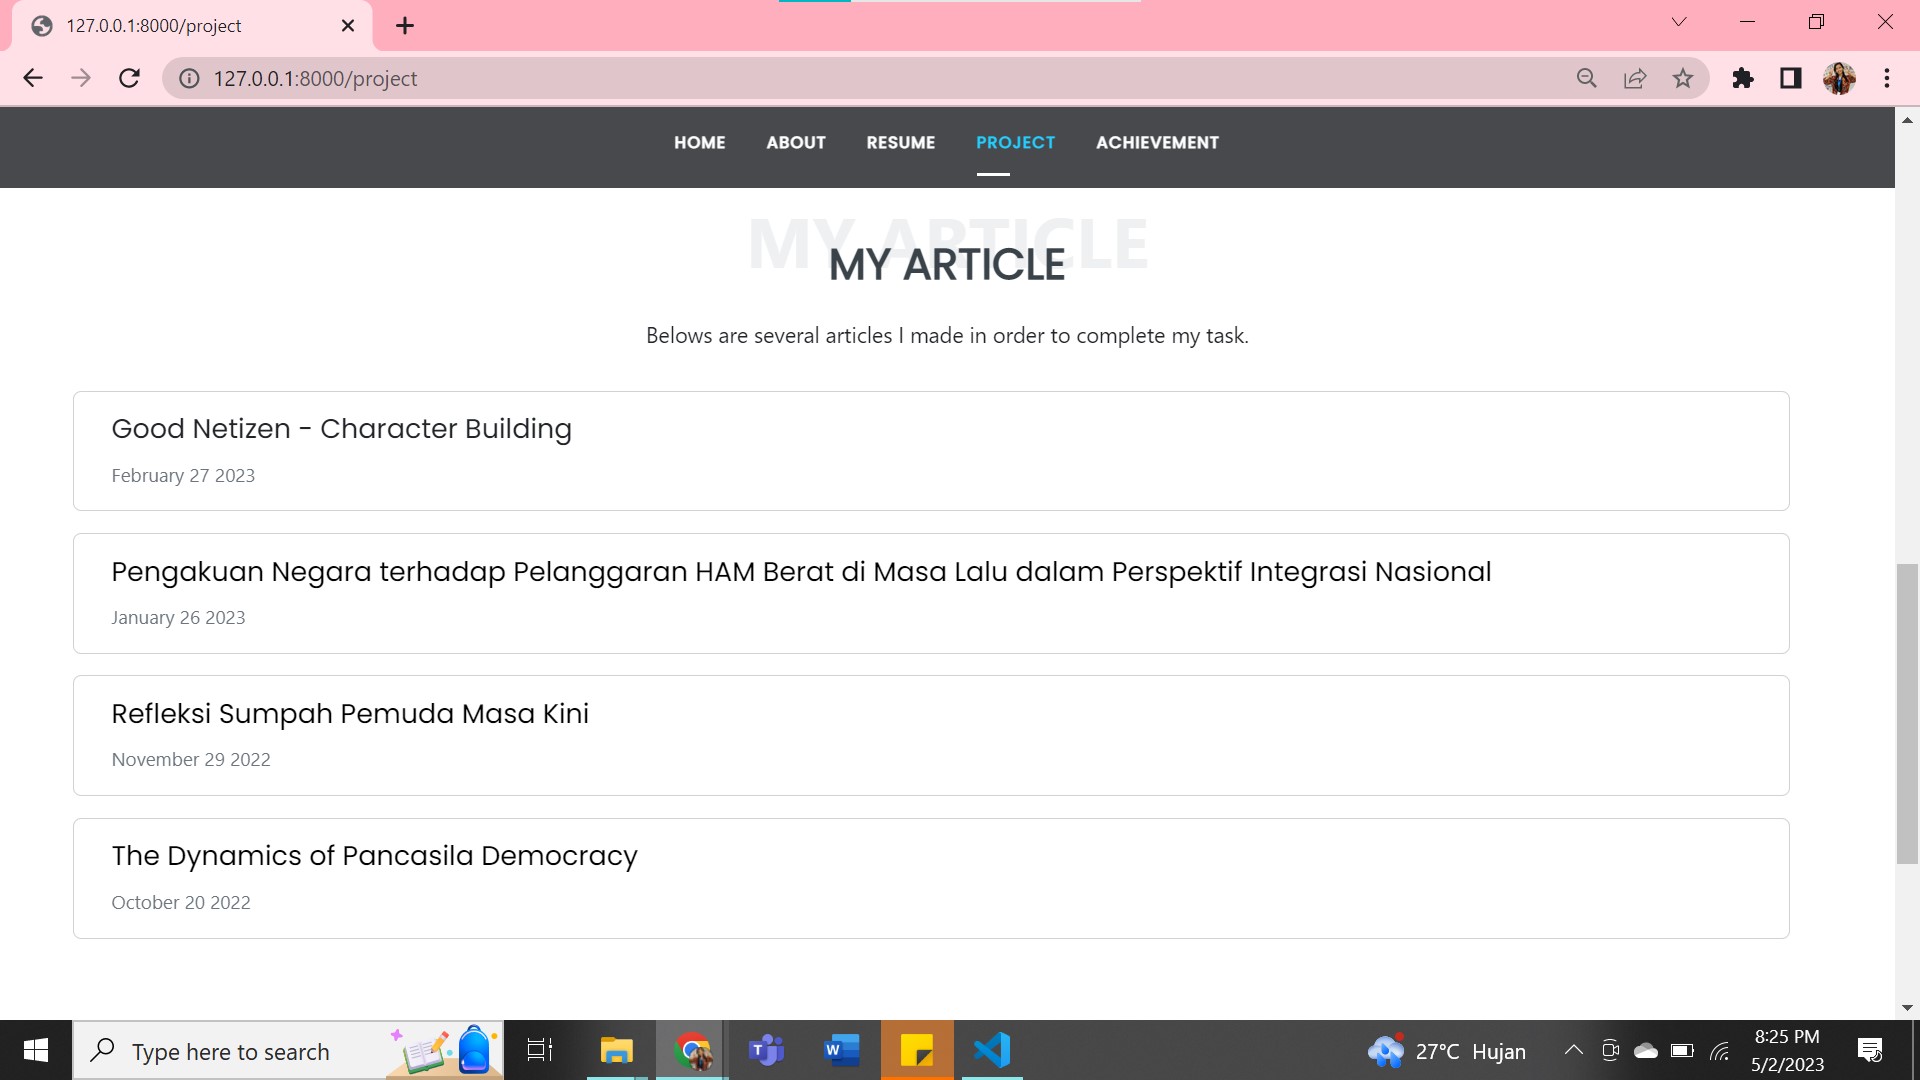 127.0.0.1:8000/project
127.0.0.1:8000/project
HOME ABOUT RESUME PROJECT ACHIEVEMENT
MY ARTICLE
MY ARTICLE
Belows are several articles I made in order to complete my task.
Good Netizen - Character Building
February 27 2023
Pengakuan Negara terhadap Pelanggaran HAM Berat di Masa Lalu dalam Perspektif Integrasi Nasional
January 26 2023
Refleksi Sumpah Pemuda Masa Kini
November 29 2022
The Dynamics of Pancasila Democracy
October 20 2022
Type here to search
27°C Hujan
8:25 PM
5/2/2023